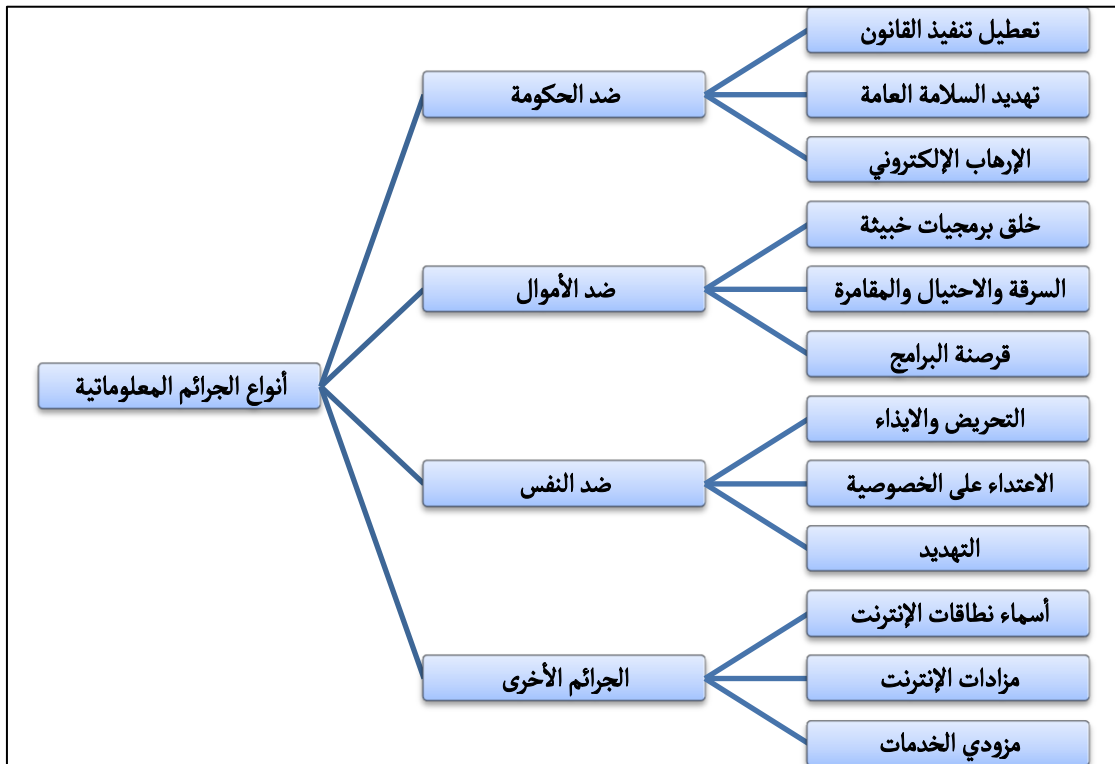 أنواع الجرائم المعلوماتية
ضد الحكومة
تعطيل تنفيذ القانون
تهديد السلامة العامة
الإرهاب الإلكتروني
ضد الأموال
خلق برمجيات خبيثة
السرقة والاحتيال والمقامرة
قرصنة البرامج
ضد النفس
التحريض والايذاء
الاعتداء على الخصوصية
التهديد
الجرائم الأخرى
أسماء نطاقات الإنترنت
مزادات الإنترنت
مزودي الخدمات